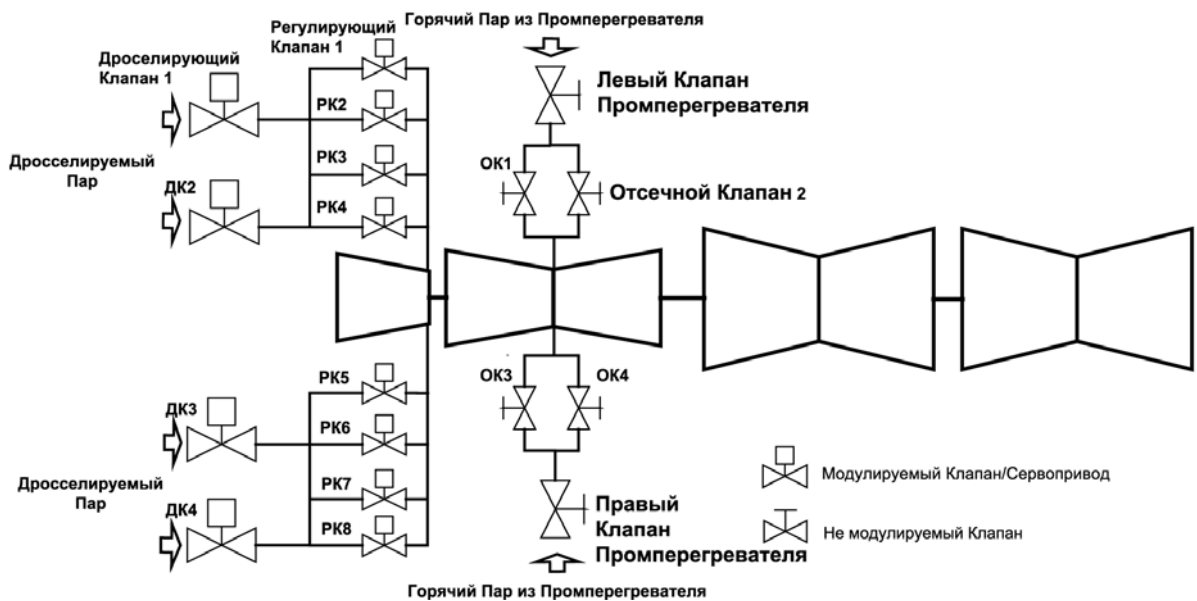 Горячий Пар из Промперегревателя
Регулирующий
Клапан 1
Дроселирующий
Клапан 1
Левый Клапан
Промперегревателя
РК2
РК3
РК4
Дросселируемый
Пар
ДК2
ОК1
Отсечной Клапан 2
РК5
РК6
РК7
РК8
ДК3
Дросселируемый
Пар
ДК4
ОК3
ОК4
Правый
Клапан
Промперегревателя
Горячий Пар из Промперегревателя
Модулируемый Клапан/Сервопривод
Не модулируемый Клапан